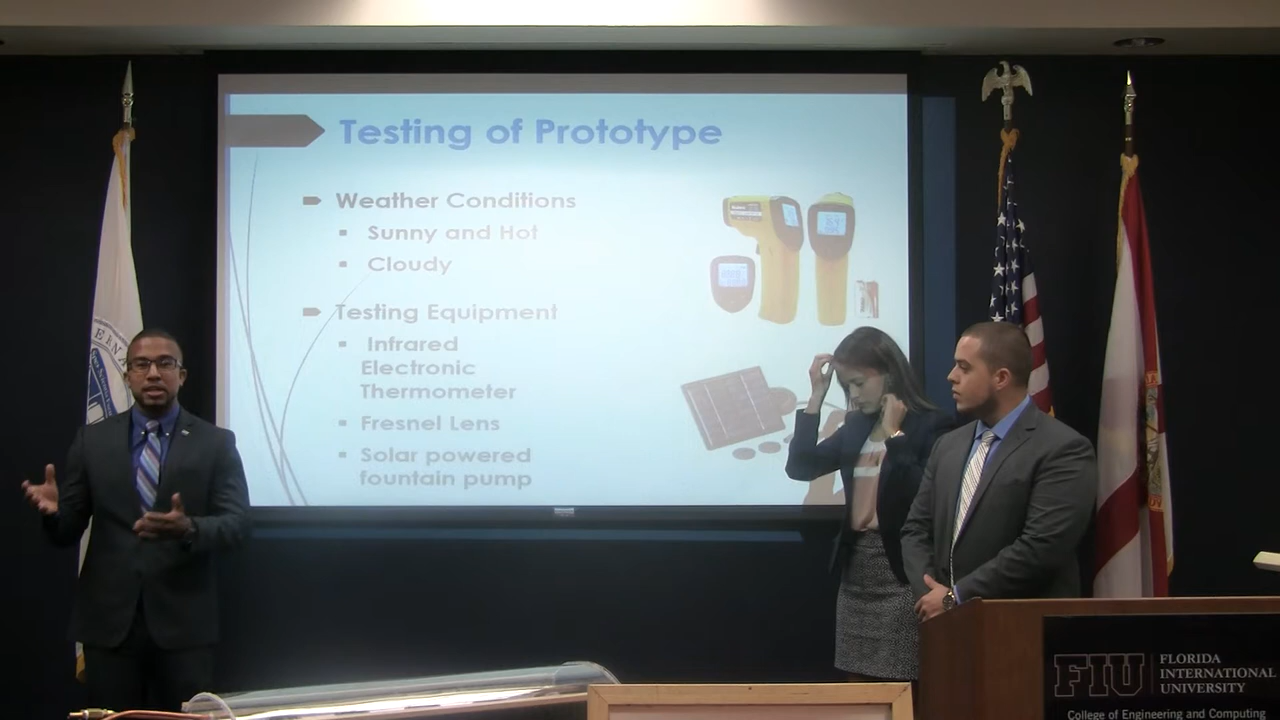 Testing of Prototype
Weather Conditions
Sunny and Hot
Cloudy
Testing Equipment
Infrared
Electronic
Thermometer
Fresnel Lens
Solar powered
fountain pump
FIU
FLORIDA
INTERNATIONAL
UNIVERSITY
College of Engineering and Computing